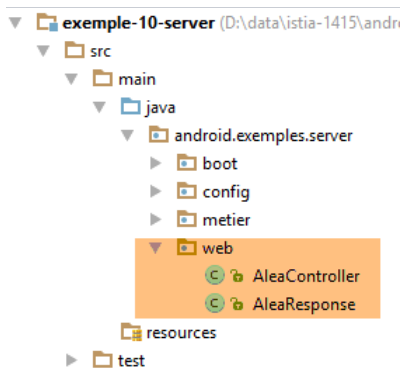 exemple-10-server (D:\data\istia-1415\andr
src
main
java
android.exemples.server
boot
config
metier
web
AleaController
AleaResponse
resources
test